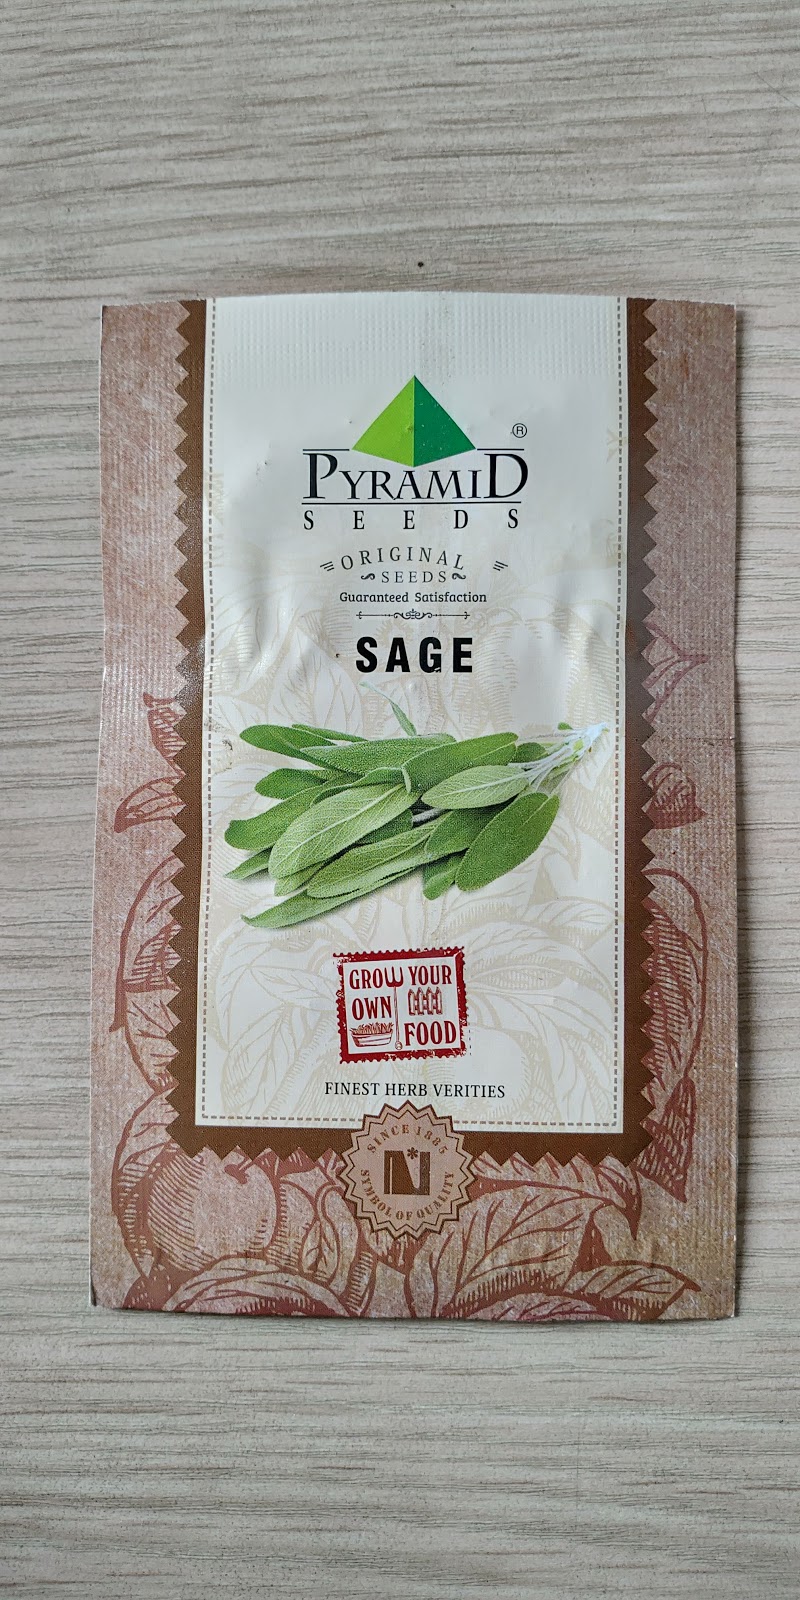 ®
PYRAMID
SEEDS
ORIGINAL
SEEDS
Guaranteed Satisfaction
SAGE
GROW YOUR
OWN
FOOD
FINEST HERB VERITIES
SINCE 1885
N
SYMBOL OF QUALITY